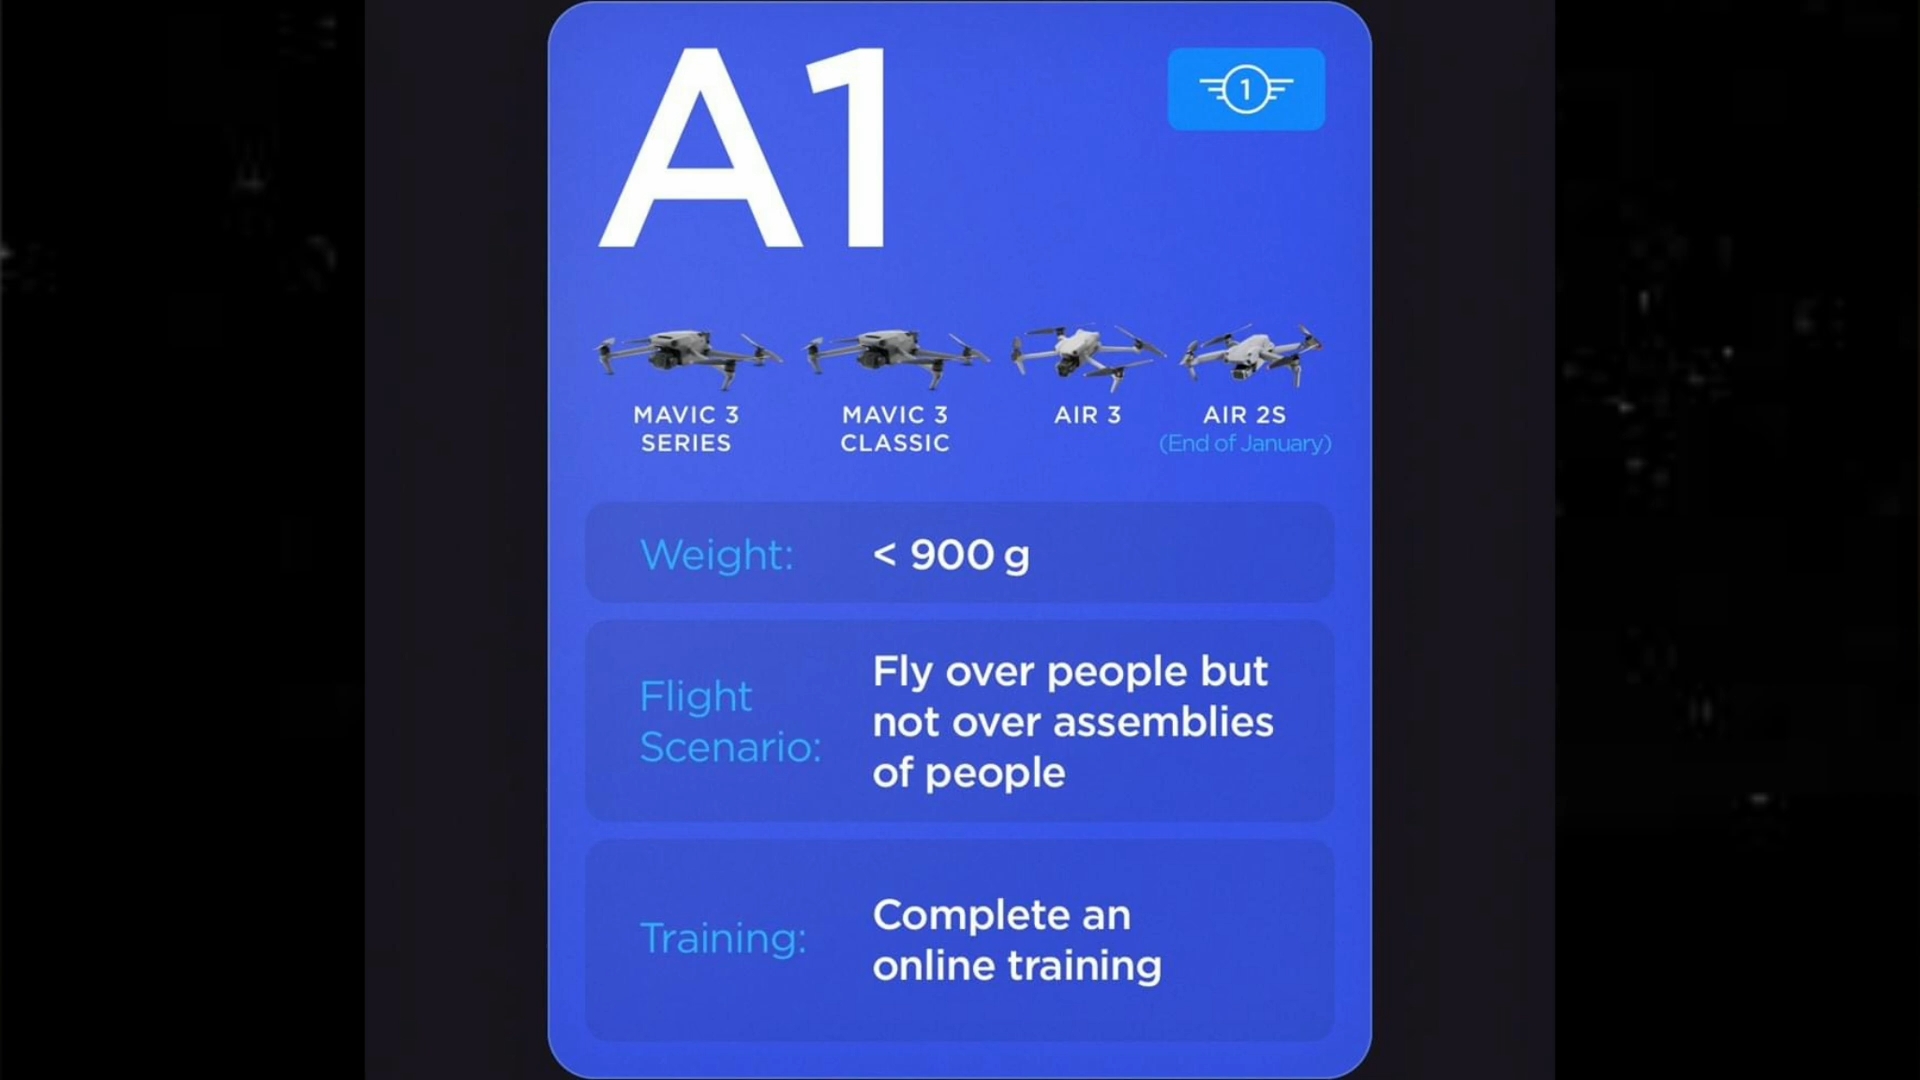 A1
1
MAVIC 3
SERIES
MAVIC 3
CLASSIC
AIR 3
AIR 2S
(End of January)
Weight:
< 900 g
Flight
Scenario:
Fly over people but
not over assemblies
of people
Training:
Complete an
online training